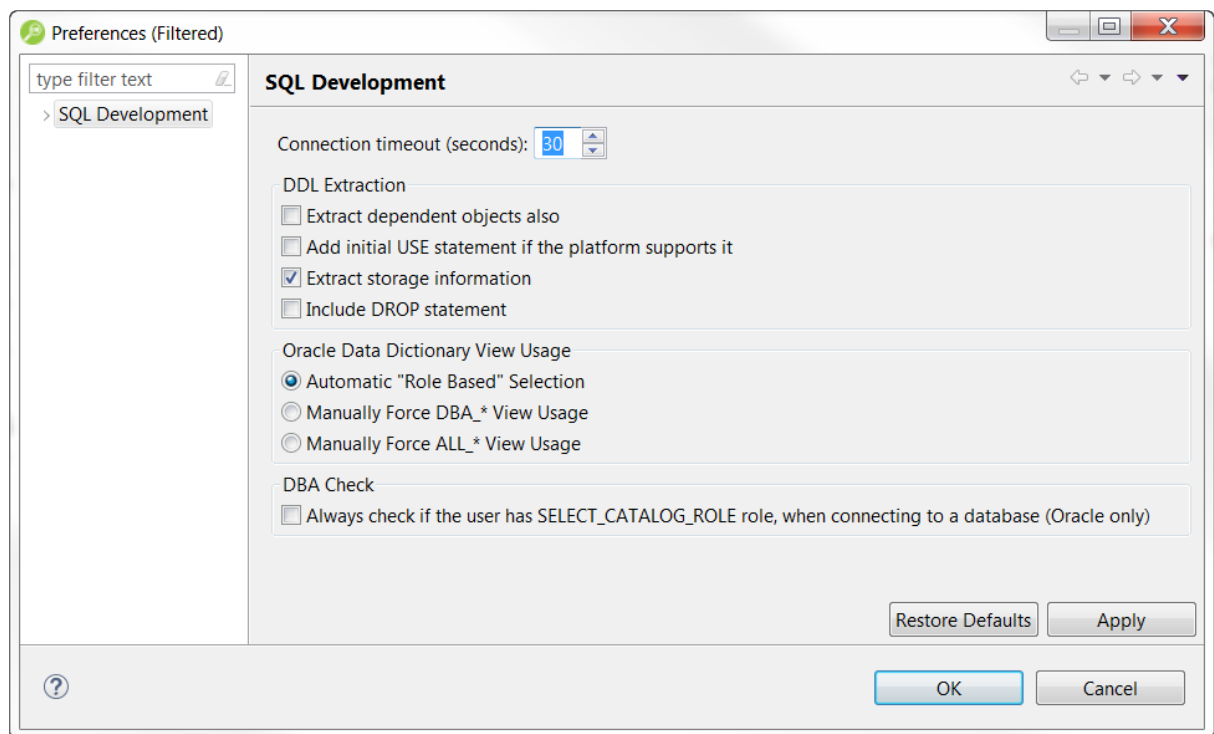 Preferences (Filtered)
type filter text
SQL Development
SQL Development
Connection timeout (seconds): 30
DDL Extraction
Extract dependent objects also
Add initial USE statement if the platform supports it
Extract storage information
Include DROP statement
Oracle Data Dictionary View Usage
Automatic "Role Based" Selection
Manually Force DBA_* View Usage
Manually Force ALL_* View Usage
DBA Check
Always check if the user has SELECT_CATALOG_ROLE role, when connecting to a database (Oracle only)
Restore Defaults Apply
? OK Cancel